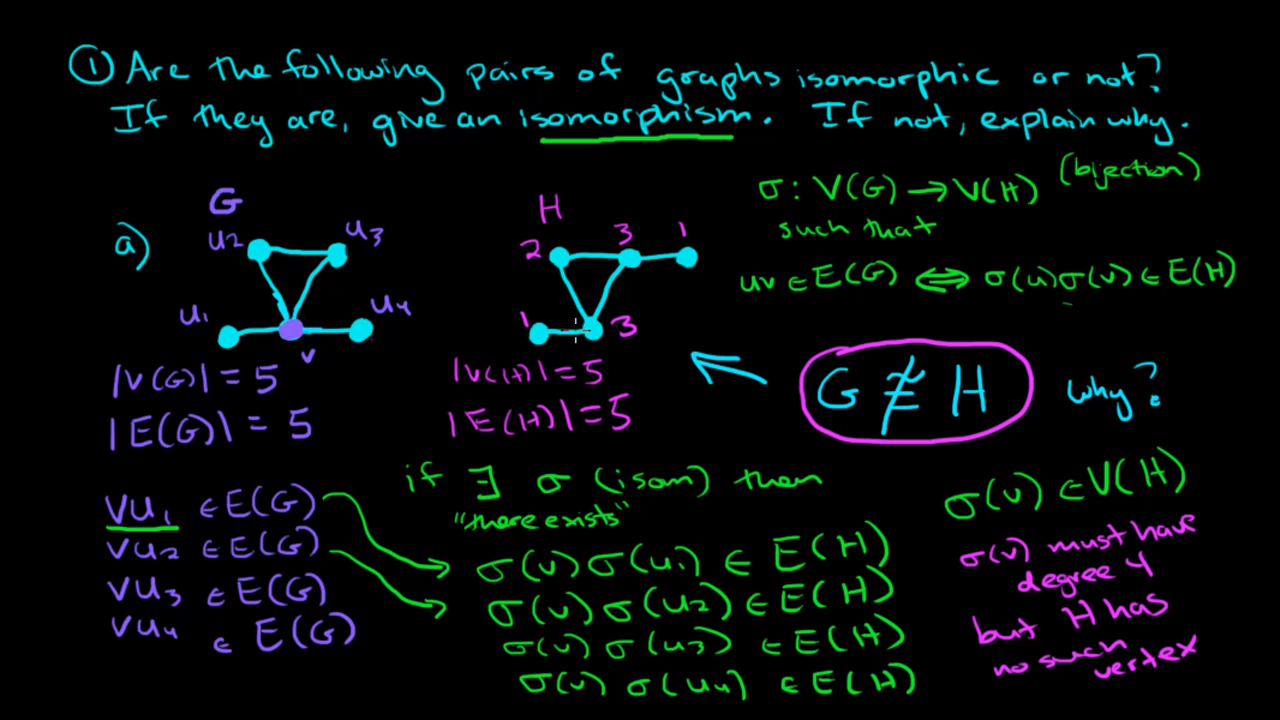 ① Are the following pairs of graphs isomorphic or not?
If they are, give an isomorphism. If not, explain why.
a)
G
u2 u3
u1 u4
v
|V(G)| = 5
|E(G)| = 5
H
2 3 1
1 3
|V(H)| = 5
|E(H)| = 5
σ : V(G) → V(H) (bijection)
such that
uv ∈ E(G) ⟺ σ(u)σ(v) ∈ E(H)
G ≇ H why?
vu1 ∈ E(G)
vu2 ∈ E(G)
vu3 ∈ E(G)
vu4 ∈ E(G)
if ∃ σ (isom) then
"there exists"
σ(v) σ(u1) ∈ E(H)
σ(v) σ(u2) ∈ E(H)
σ(v) σ(u3) ∈ E(H)
σ(v) σ(u4) ∈ E(H)
σ(v) ∈ V(H)
σ(v) must have
degree 4
but H has
no such
vertex